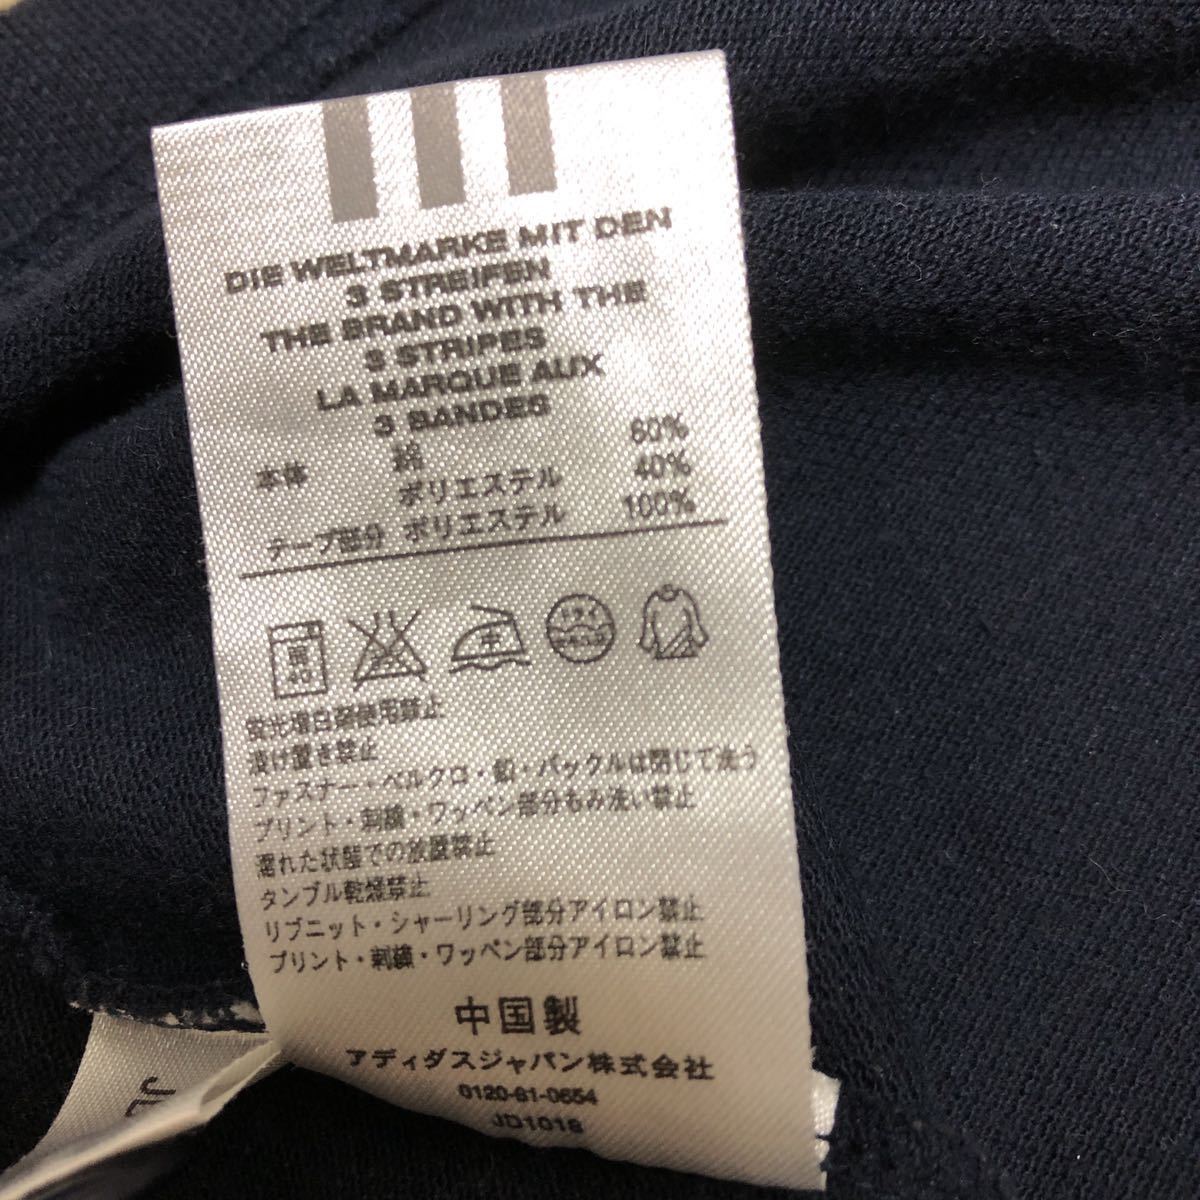 DIE WELTMARKE MIT DEN
3 STREIFEN
THE BRAND WITH THE
3 STRIPES
LA MARQUE AUX
3 BANDES
本体 綿 60%
ポリエステル 40%
テープ部分 ポリエステル 100%
40
中
ドライ
蛍光増白剤使用禁止
漬け置き禁止
ファスナー・ベルクロ・釦・バックルは閉じて洗う
プリント・刺繍・ワッペン部分もみ洗い禁止
濡れた状態での放置禁止
タンブル乾燥禁止
リブニット・シャーリング部分アイロン禁止
プリント・刺繍・ワッペン部分アイロン禁止
中国製
アディダスジャパン株式会社
0120-81-0654
JD1018